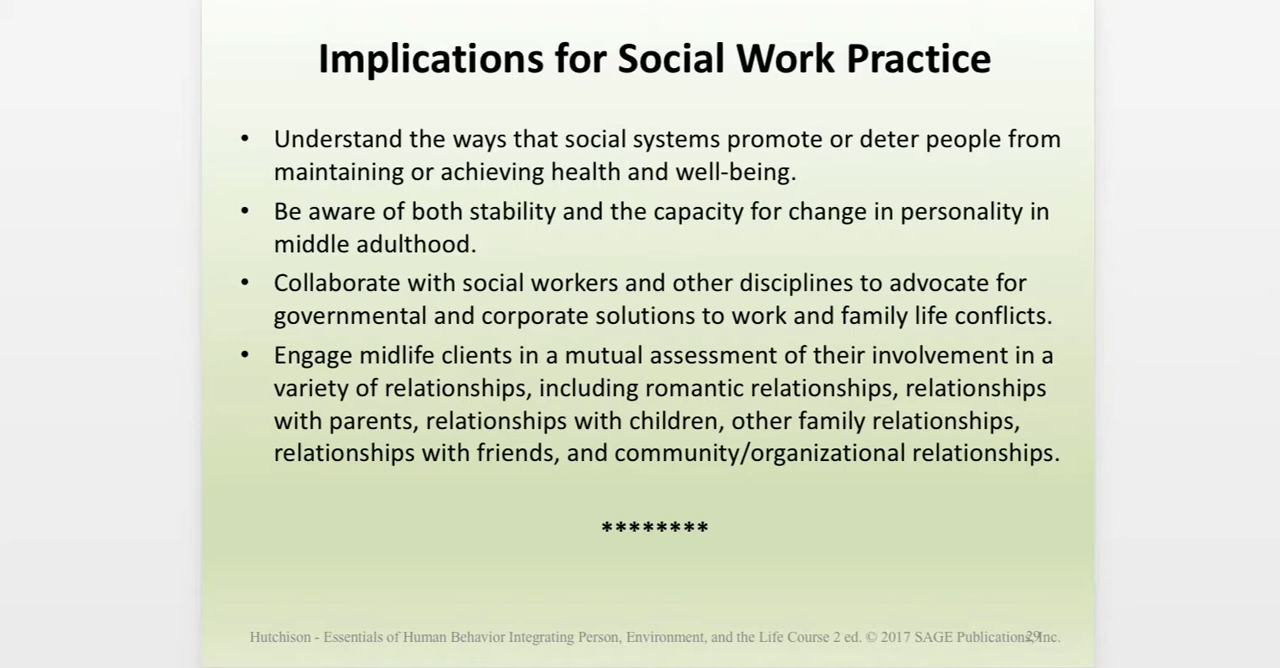 Implications for Social Work Practice
• Understand the ways that social systems promote or deter people from
maintaining or achieving health and well-being.
• Be aware of both stability and the capacity for change in personality in
middle adulthood.
• Collaborate with social workers and other disciplines to advocate for
governmental and corporate solutions to work and family life conflicts.
• Engage midlife clients in a mutual assessment of their involvement in a
variety of relationships, including romantic relationships, relationships
with parents, relationships with children, other family relationships,
relationships with friends, and community/organizational relationships.
********
Hutchison - Essentials of Human Behavior Integrating Person, Environment, and the Life Course 2 ed. © 2017 SAGE Publications, Inc.
29